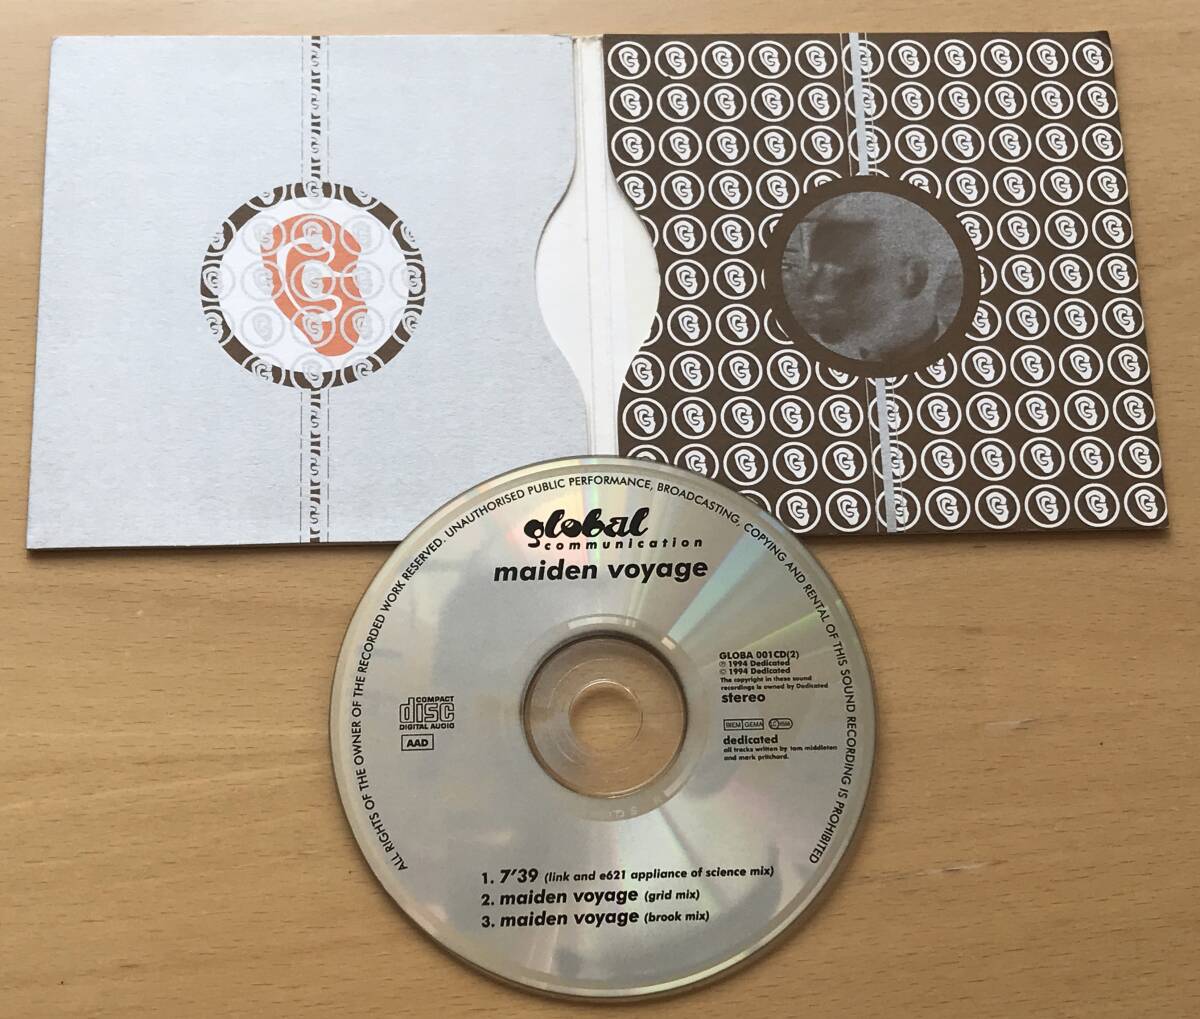 global
communication
maiden voyage
ALL RIGHTS OF THE OWNER OF THE RECORDED WORK RESERVED. UNAUTHORISED PUBLIC PERFORMANCE, BROADCASTING, COPYING AND RENTAL OF THIS SOUND RECORDING IS PROHIBITED
COMPACT
disc
DIGITAL AUDIO
AAD
GLOBA 001CD(2)
℗ 1994 Dedicated
© 1994 Dedicated
The copyright in these sound
recordings is owned by Dedicated
stereo
BIEM GEMA
dedicated
all tracks written by tom middleton
and mark pritchard.
1. 7'39 (link and e621 appliance of science mix)
2. maiden voyage (grid mix)
3. maiden voyage (brook mix)